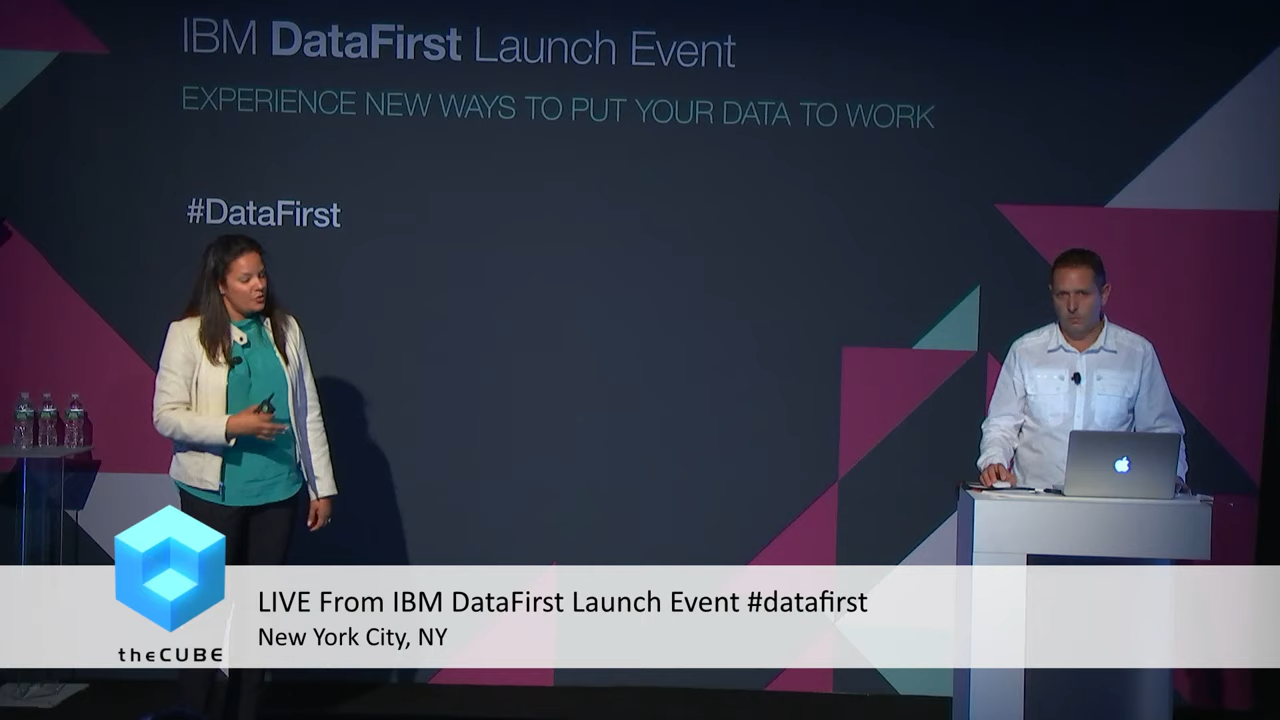 IBM DataFirst Launch Event
EXPERIENCE NEW WAYS TO PUT YOUR DATA TO WORK
#DataFirst
LIVE From IBM DataFirst Launch Event #datafirst
New York City, NY
theCUBE